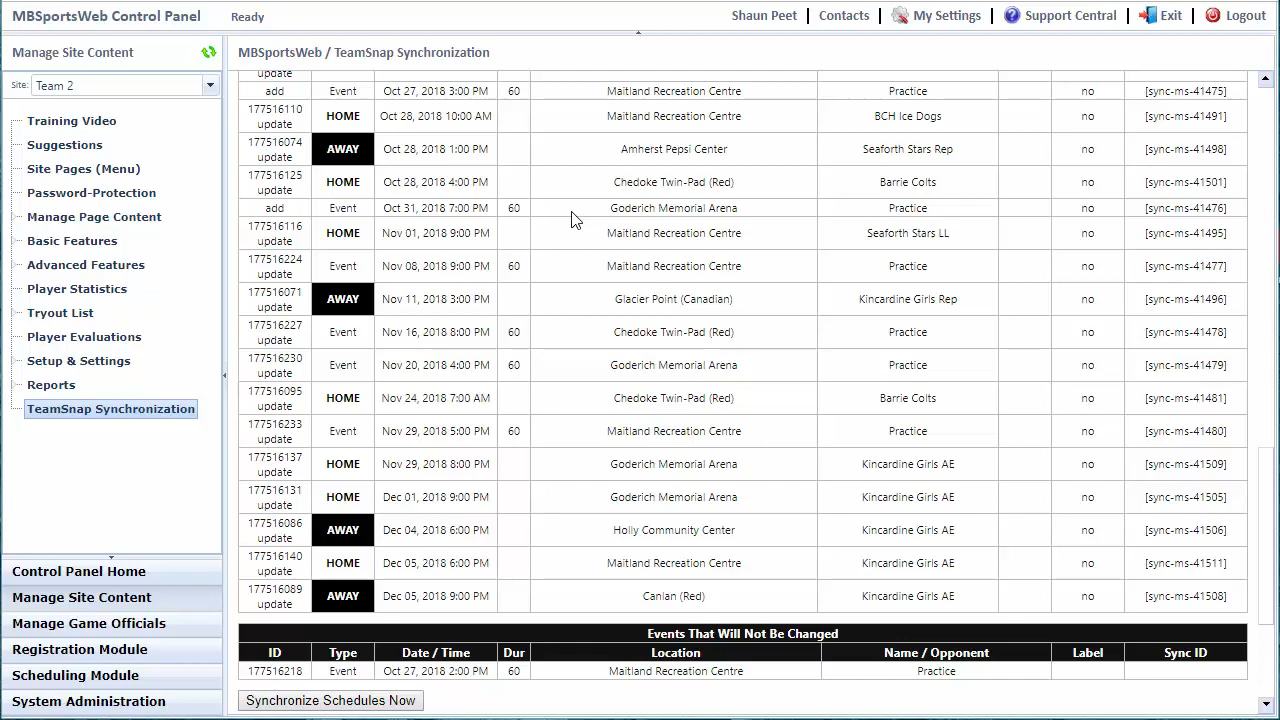 MBSportsWeb Control Panel Ready Shaun Peet Contacts My Settings Support Central Exit Logout
Manage Site Content
Site: Team 2
Training Video
Suggestions
Site Pages (Menu)
Password-Protection
Manage Page Content
Basic Features
Advanced Features
Player Statistics
Tryout List
Player Evaluations
Setup & Settings
Reports
TeamSnap Synchronization
Control Panel Home
Manage Site Content
Manage Game Officials
Registration Module
Scheduling Module
System Administration
MBSportsWeb / TeamSnap Synchronization
update
add Event Oct 27, 2018 3:00 PM 60 Maitland Recreation Centre Practice no [sync-ms-41475]
177516110 update HOME Oct 28, 2018 10:00 AM Maitland Recreation Centre BCH Ice Dogs no [sync-ms-41491]
177516074 update AWAY Oct 28, 2018 1:00 PM Amherst Pepsi Center Seaforth Stars Rep no [sync-ms-41498]
177516125 update HOME Oct 28, 2018 4:00 PM Chedoke Twin-Pad (Red) Barrie Colts no [sync-ms-41501]
add Event Oct 31, 2018 7:00 PM 60 Goderich Memorial Arena Practice no [sync-ms-41476]
177516116 update HOME Nov 01, 2018 9:00 PM Maitland Recreation Centre Seaforth Stars LL no [sync-ms-41495]
177516224 update Event Nov 08, 2018 9:00 PM 60 Maitland Recreation Centre Practice no [sync-ms-41477]
177516071 update AWAY Nov 11, 2018 3:00 PM Glacier Point (Canadian) Kincardine Girls Rep no [sync-ms-41496]
177516227 update Event Nov 16, 2018 8:00 PM 60 Chedoke Twin-Pad (Red) Practice no [sync-ms-41478]
177516230 update Event Nov 20, 2018 4:00 PM 60 Goderich Memorial Arena Practice no [sync-ms-41479]
177516095 update HOME Nov 24, 2018 7:00 AM Chedoke Twin-Pad (Red) Barrie Colts no [sync-ms-41481]
177516233 update Event Nov 29, 2018 5:00 PM 60 Maitland Recreation Centre Practice no [sync-ms-41480]
177516137 update HOME Nov 29, 2018 8:00 PM Goderich Memorial Arena Kincardine Girls AE no [sync-ms-41509]
177516131 update HOME Dec 01, 2018 9:00 PM Goderich Memorial Arena Kincardine Girls AE no [sync-ms-41505]
177516086 update AWAY Dec 04, 2018 6:00 PM Holly Community Center Kincardine Girls AE no [sync-ms-41506]
177516140 update HOME Dec 05, 2018 6:00 PM Maitland Recreation Centre Kincardine Girls AE no [sync-ms-41511]
177516089 update AWAY Dec 05, 2018 9:00 PM Canlan (Red) Kincardine Girls AE no [sync-ms-41508]
Events That Will Not Be Changed
ID Type Date / Time Dur Location Name / Opponent Label Sync ID
177516218 Event Oct 27, 2018 2:00 PM 60 Maitland Recreation Centre Practice
Synchronize Schedules Now